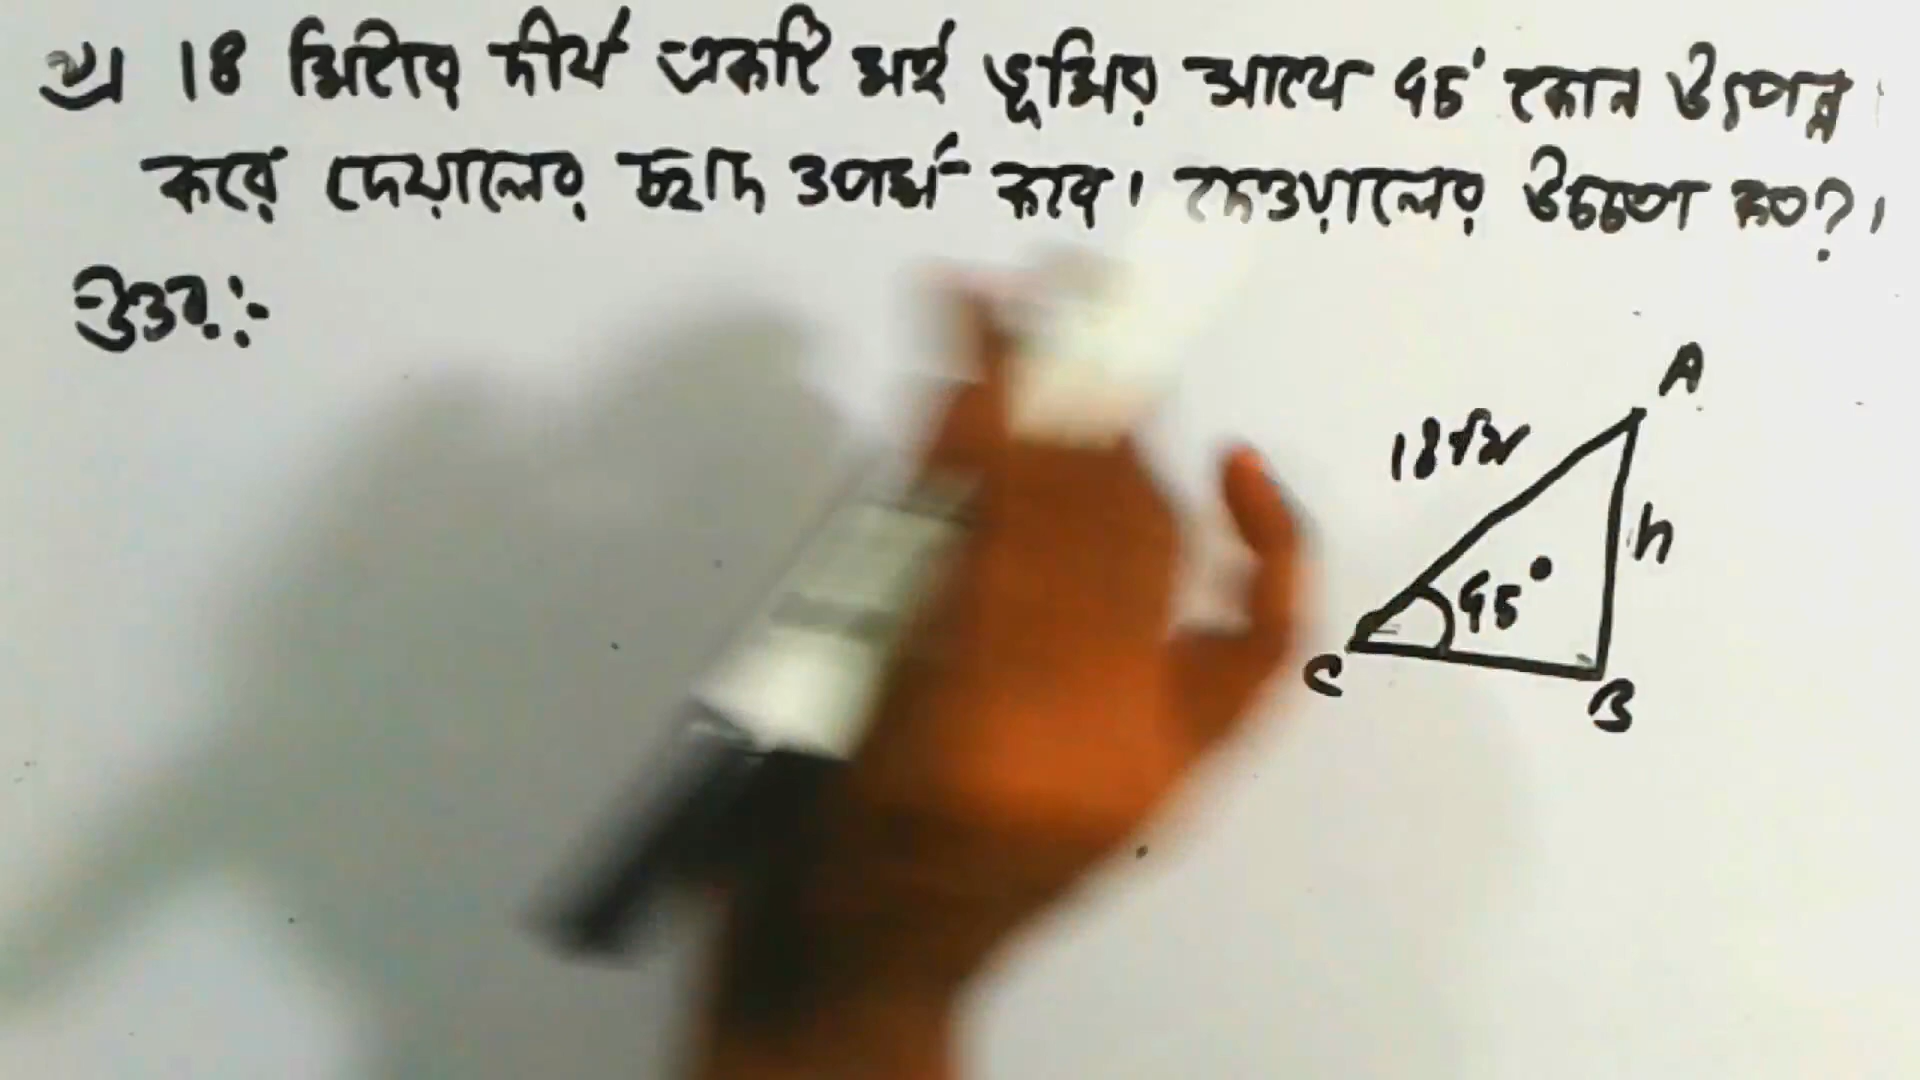 খ) 18 মিটার দীর্ঘ একটি মই ভূমির সাথে 45° কোন উৎপন্ন
করে দেয়ালের ছাদ স্পর্শ করে। দেওয়ালের উচ্চতা কত?।
উত্তর:-
A
18মি
h
45°
C
B